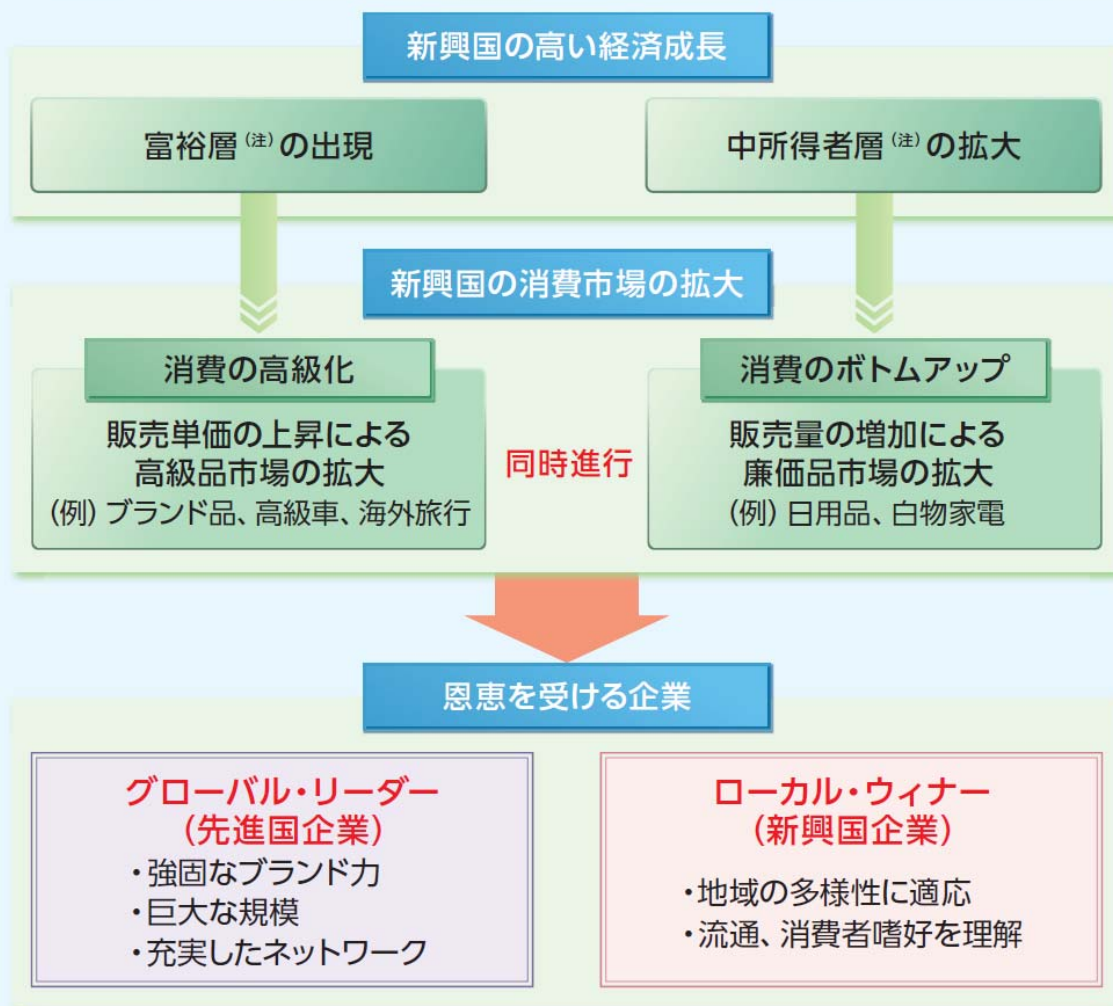 新興国の高い経済成長
富裕層(注)の出現
中所得者層(注)の拡大
新興国の消費市場の拡大
消費の高級化
販売単価の上昇による
高級品市場の拡大
(例)ブランド品、高級車、海外旅行
同時進行
消費のボトムアップ
販売量の増加による
廉価品市場の拡大
(例)日用品、白物家電
恩恵を受ける企業
グローバル・リーダー
(先進国企業)
・強固なブランド力
・巨大な規模
・充実したネットワーク
ローカル・ウィナー
(新興国企業)
・地域の多様性に適応
・流通、消費者嗜好を理解